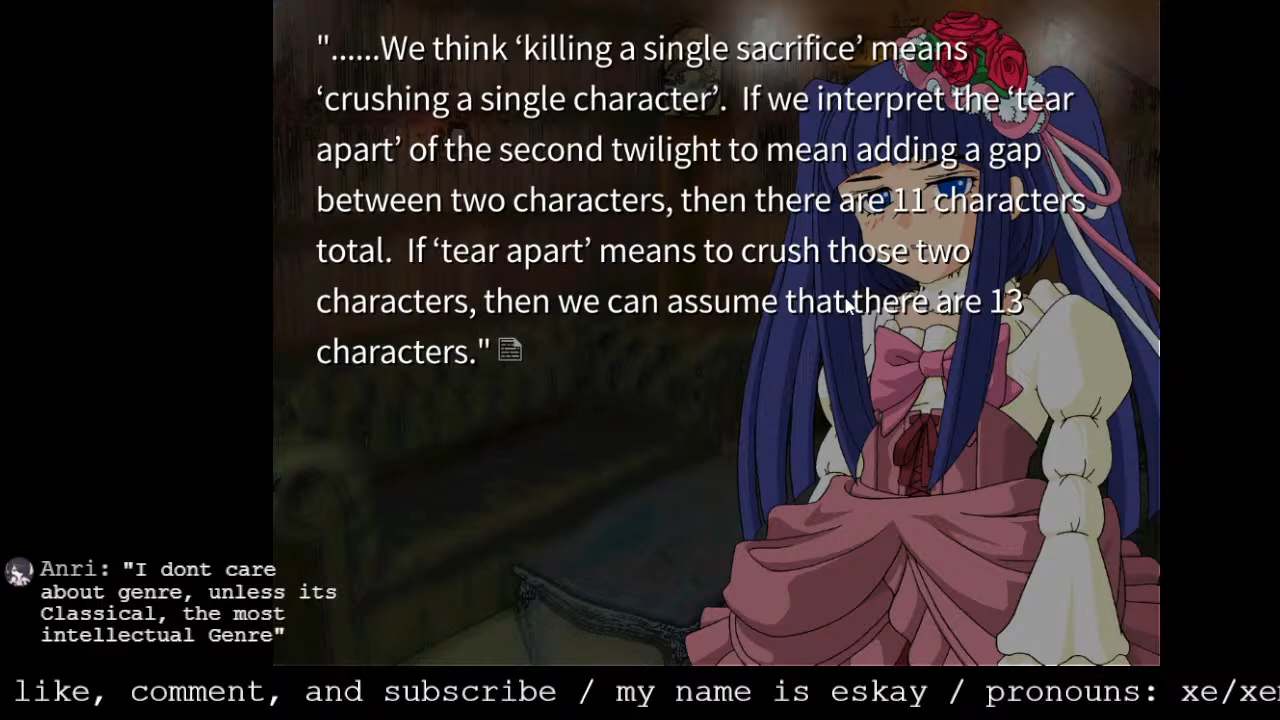 "......We think ‘killing a single sacrifice’ means
‘crushing a single character’.  If we interpret the ‘tear
apart’ of the second twilight to mean adding a gap
between two characters, then there are 11 characters
total.  If ‘tear apart’ means to crush those two
characters, then we can assume that there are 13
characters."
Anri: "I dont care
about genre, unless its
Classical, the most
intellectual Genre"
like, comment, and subscribe / my name is eskay / pronouns: xe/xe